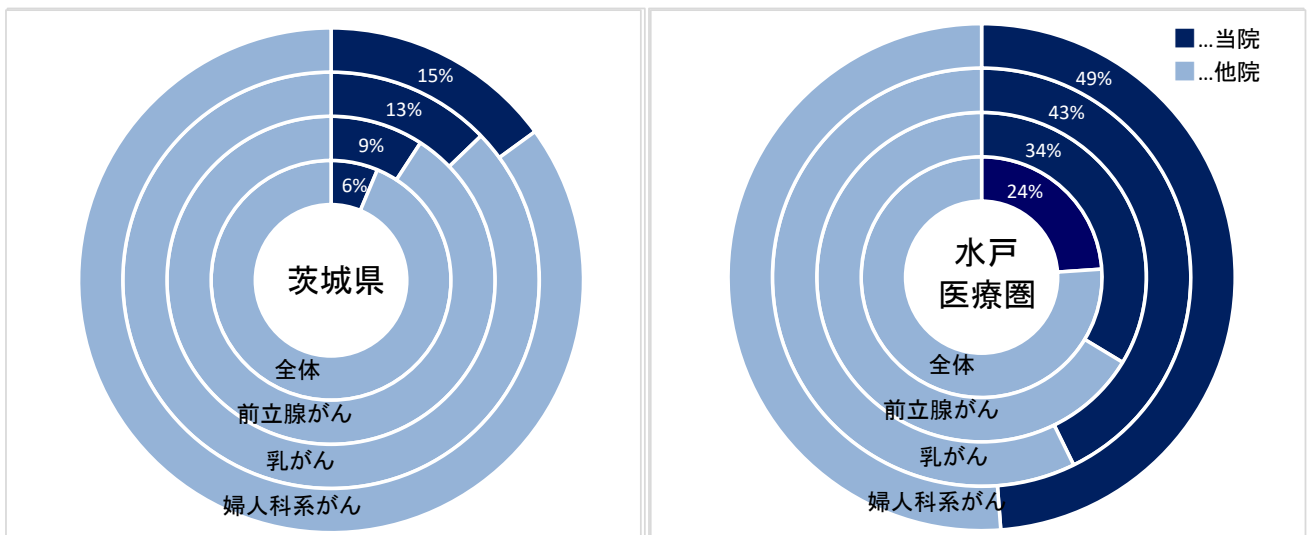 15%
13%
9%
6%
茨城県
全体
前立腺がん
乳がん
婦人科系がん
…当院
…他院
49%
43%
34%
24%
水戸
医療圏
全体
前立腺がん
乳がん
婦人科系がん